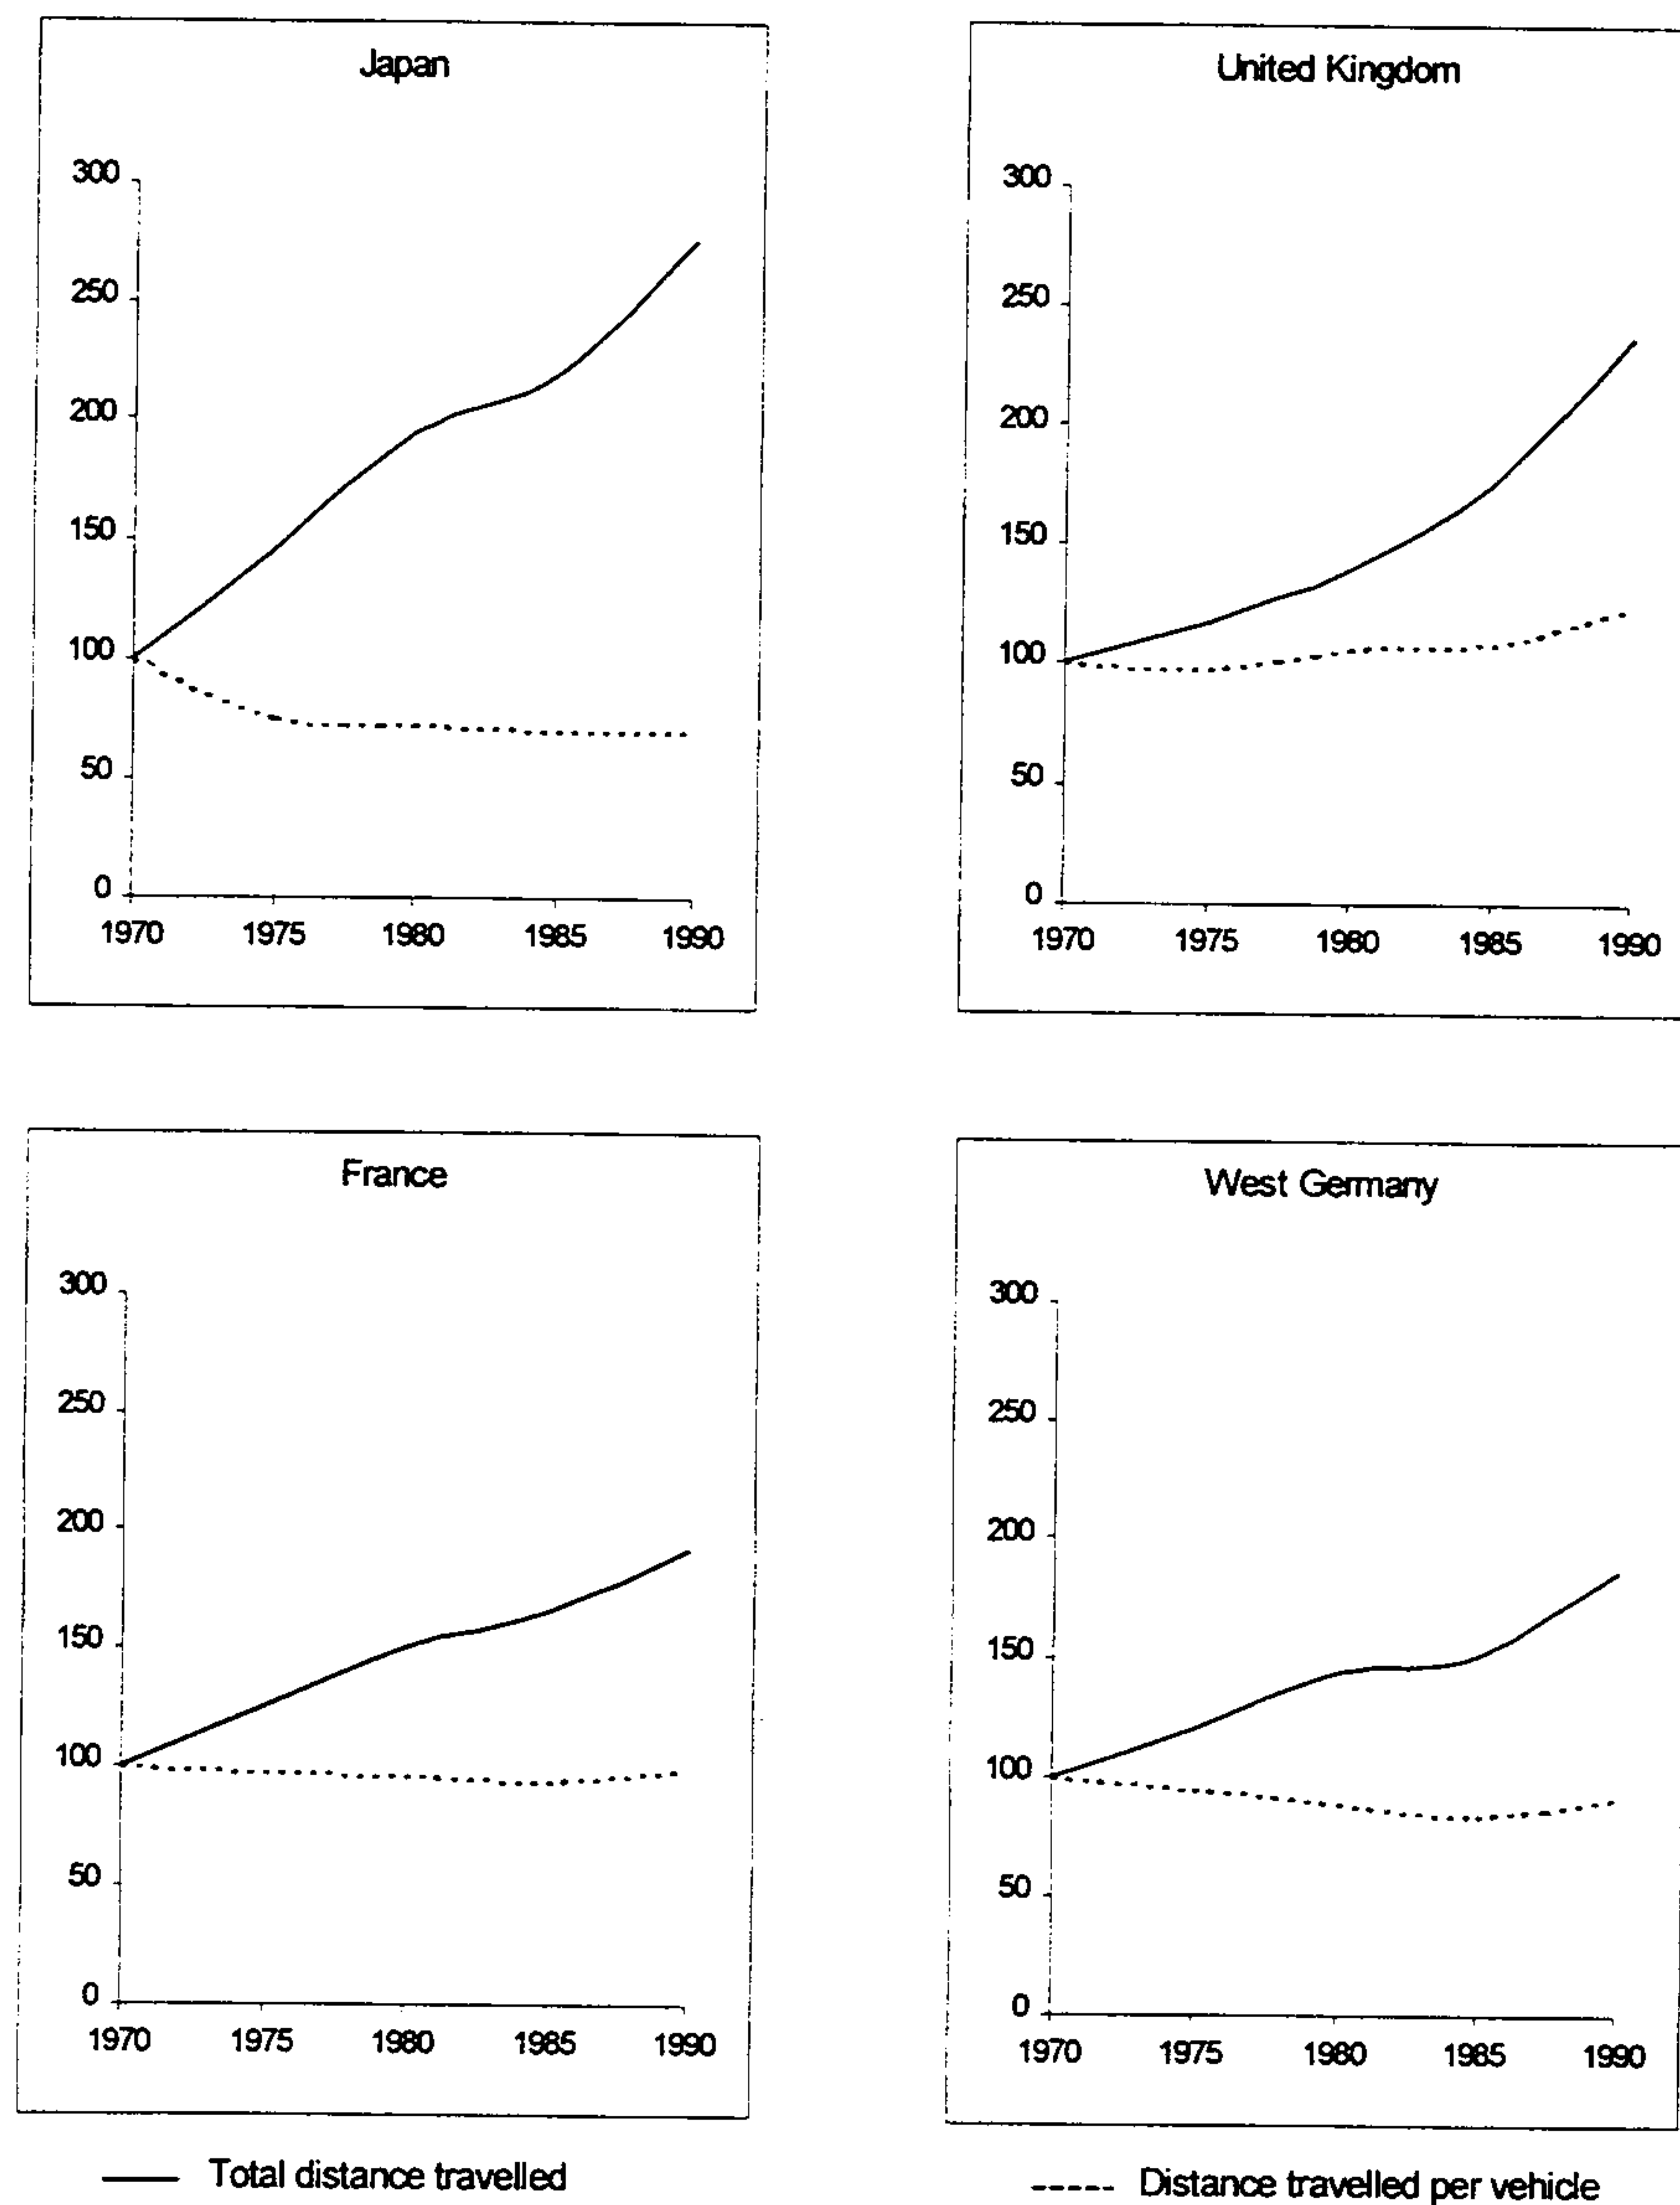 Japan
300
250
200
150
100
50
0
1970 1975 1980 1985 1990
United Kingdom
300
250
200
150
100
50
0
1970 1975 1980 1985 1990
France
300
250
200
150
100
50
0
1970 1975 1980 1985 1990
West Germany
300
250
200
150
100
50
0
1970 1975 1980 1985 1990
Total distance travelled
Distance travelled per vehicle